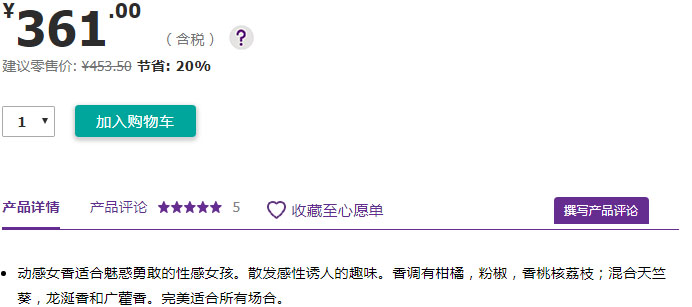 ¥361.00 （含税） ?
建议零售价: ¥453.50 节省: 20%
1 加入购物车
产品详情 产品评论 ★★★★★ 5 收藏至心愿单 撰写产品评论
动感女香适合魅惑勇敢的性感女孩。散发感性诱人的趣味。香调有柑橘，粉椒，香桃核荔枝；混合天竺
葵，龙涎香和广藿香。完美适合所有场合。